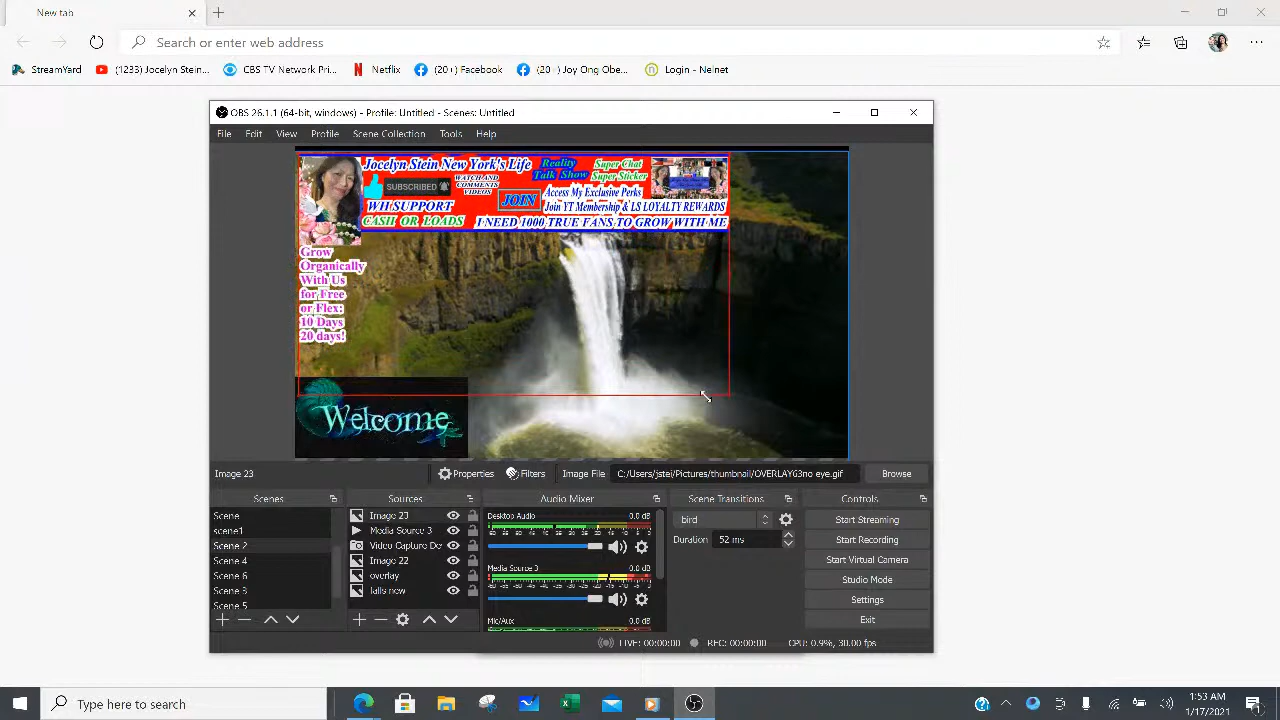 New tab
Search or enter web address
StreamYard
(1233) Jocelyn Stein...
CBS TV Network Pri...
Netflix
(20+) Facebook
(20+) Joy Ong Obe...
Login - Nelnet
OBS 26.1.1 (64-bit, windows) - Profile: Untitled - Scenes: Untitled
File Edit View Profile Scene Collection Tools Help
Jocelyn Stein New York's Life
Reality
Talk Show
Super Chat
Super Sticker
SUBSCRIBED
WATCH AND
COMMENTS
VIDEOS
JOIN
Access My Exclusive Perks
WH SUPPORT
Join YT Membership & LS LOYALTY REWARDS
CASH OR LOADS
I NEED 1000 TRUE FANS TO GROW WITH ME
Grow
Organically
With Us
for Free
or Flex:
10 Days
20 days!
Welcome
Image 23
Properties
Filters
Image File
C:/Users/jstei/Pictures/thumbnail/OVERLAY63no eye.gif
Browse
Scenes
Sources
Audio Mixer
Scene Transitions
Controls
Scene
scene1
Scene 2
Scene 4
Scene 6
Scene 3
Scene 5
Image 23
Media Source 3
Video Capture De
Image 22
overlay
falls new
Desktop Audio
0.0 dB
Media Source 3
0.0 dB
Mic/Aux
0.0 dB
bird
Duration
52 ms
Start Streaming
Start Recording
Start Virtual Camera
Studio Mode
Settings
Exit
LIVE: 00:00:00
REC: 00:00:00
CPU: 0.9%, 30.00 fps
Type here to search
1:53 AM
1/17/2021